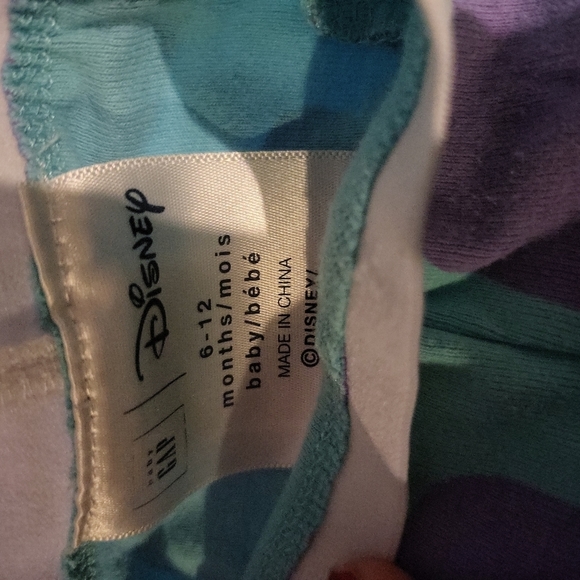 baby
GAP
Disney
6-12
months/mois
baby/bébé
MADE IN CHINA
©DISNEY/